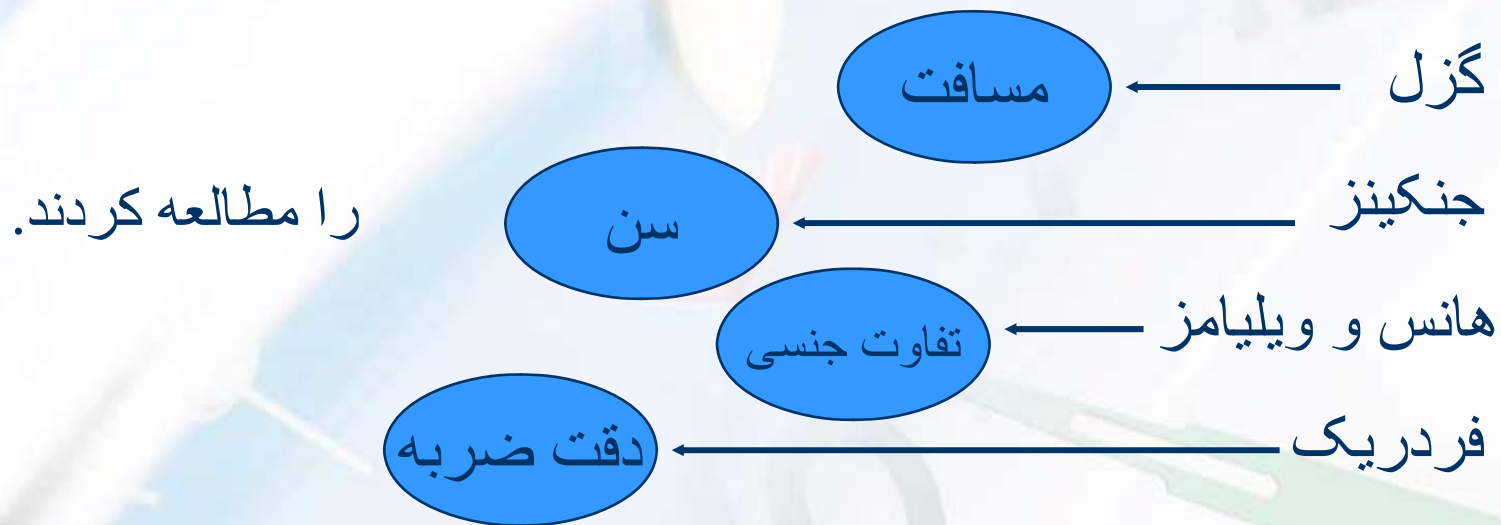 گزل مسافت
جنکینز سن را مطالعه کردند.
هانس و ویلیامز تفاوت جنسی
فردریک دقت ضربه